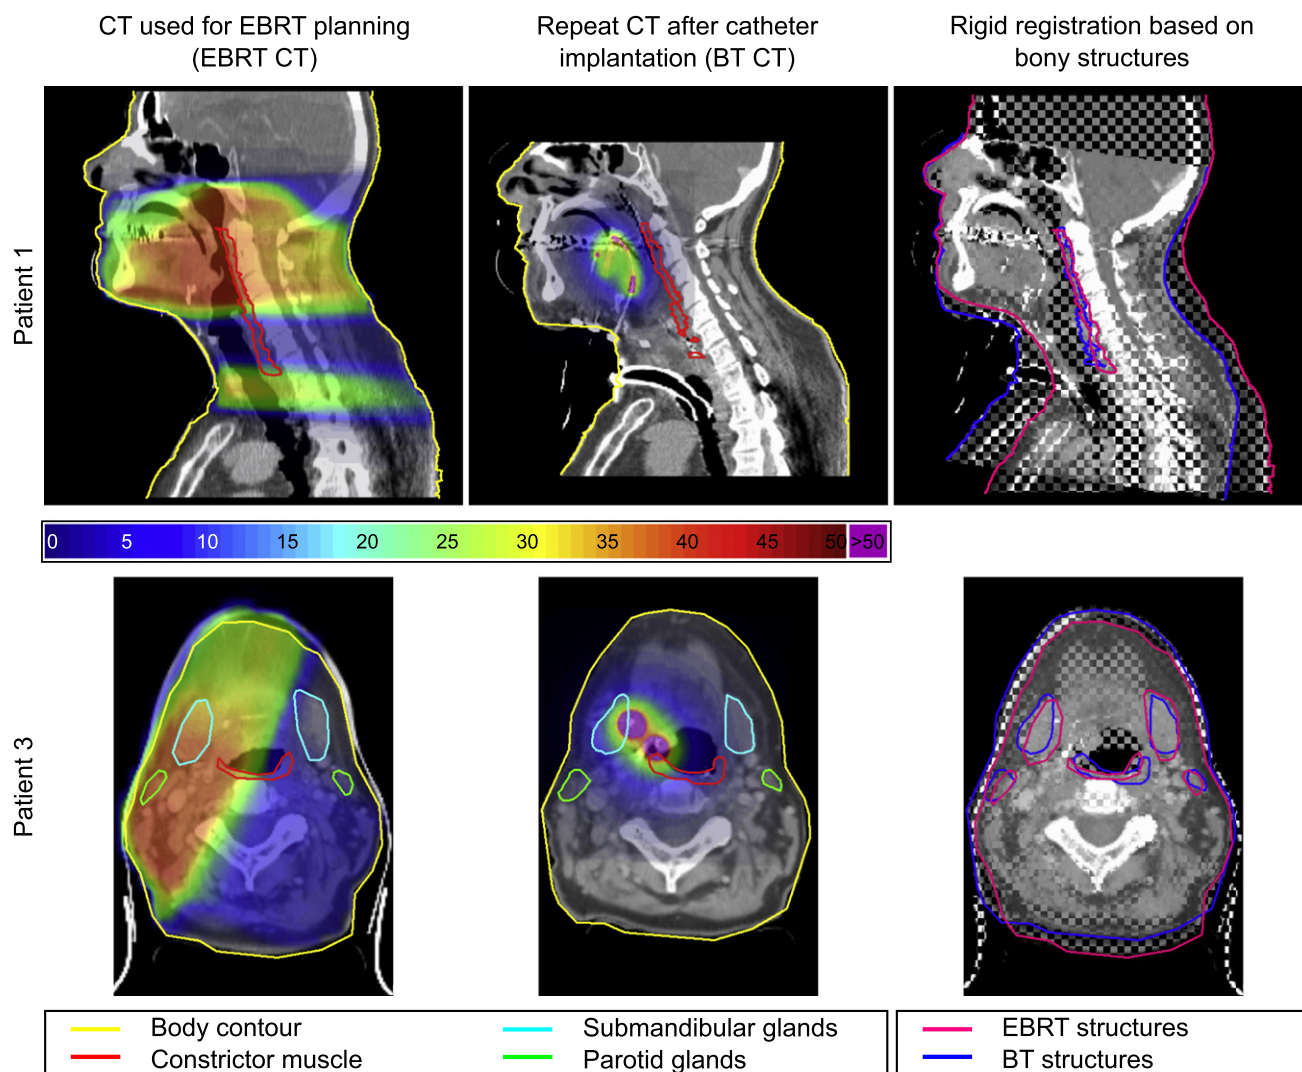 CT used for EBRT planning
(EBRT CT)
Repeat CT after catheter
implantation (BT CT)
Rigid registration based on
bony structures
Patient 1
0 5 10 15 20 25 30 35 40 45 50 >50
Patient 3
Body contour
Constrictor muscle
Submandibular glands
Parotid glands
EBRT structures
BT structures